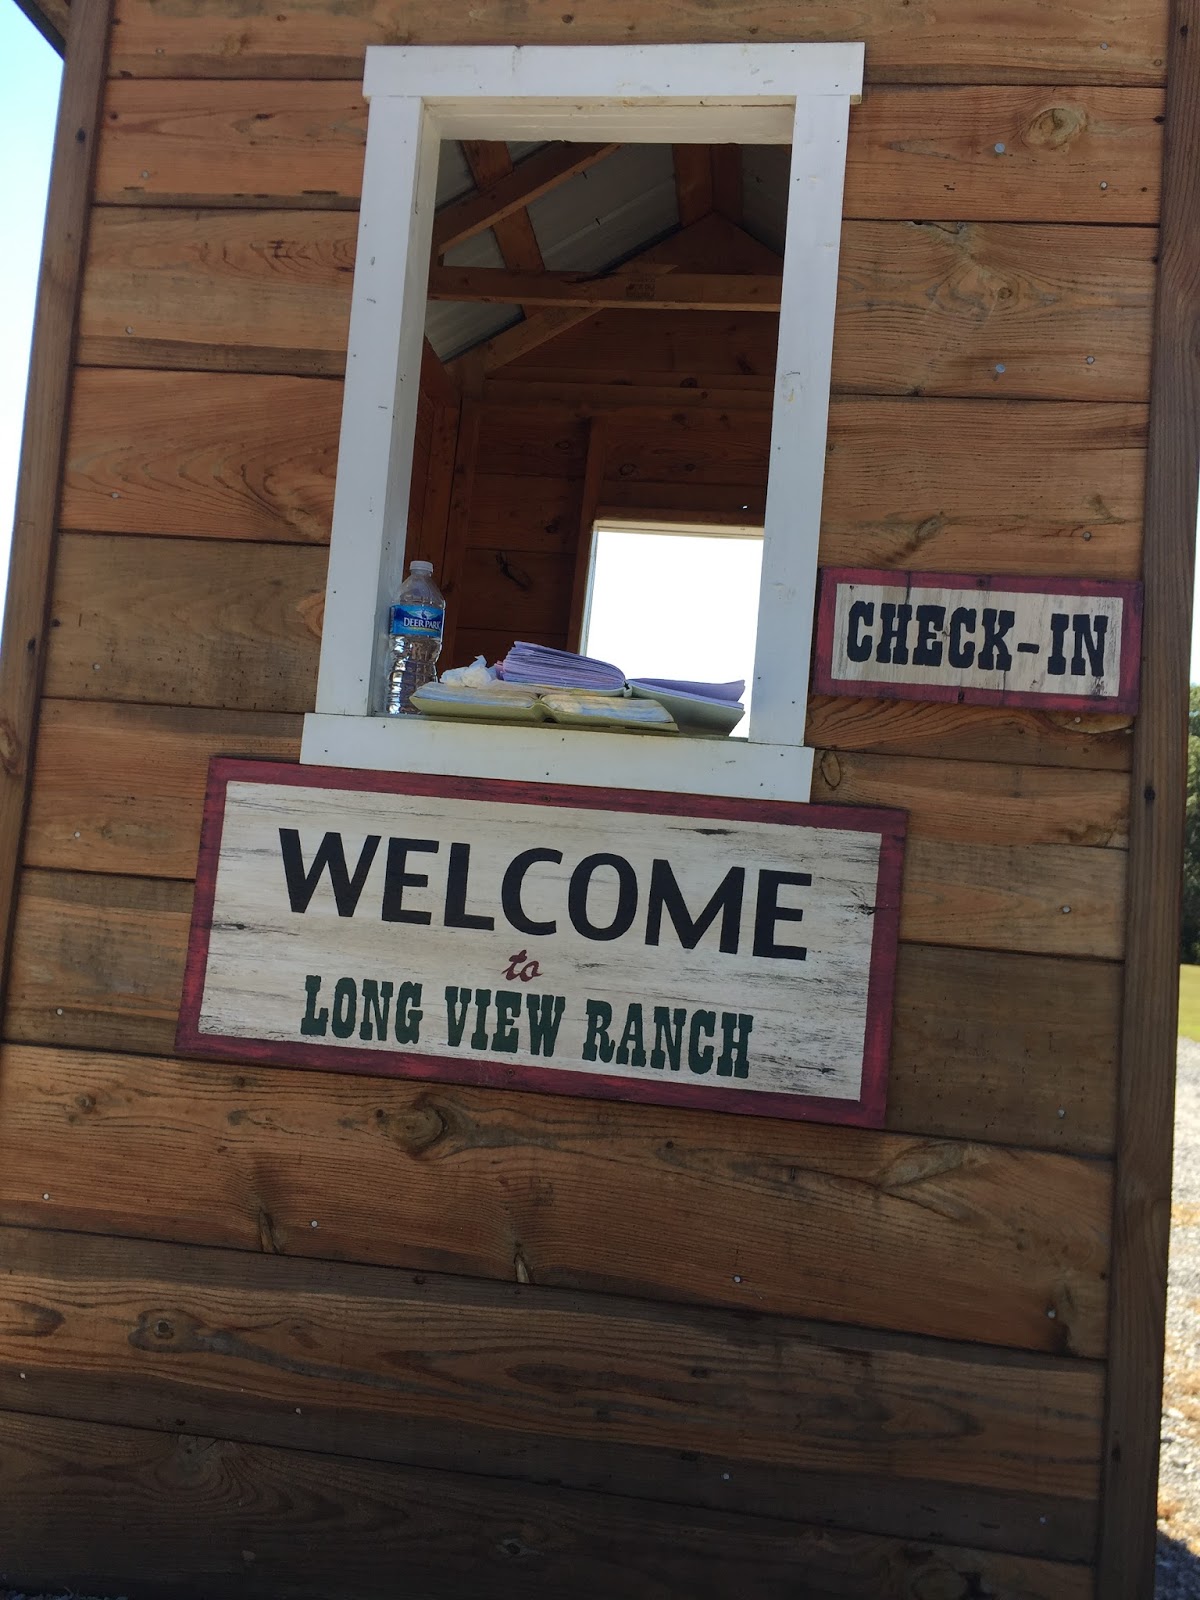 DEER PARK
CHECK-IN
WELCOME
to
LONG VIEW RANCH